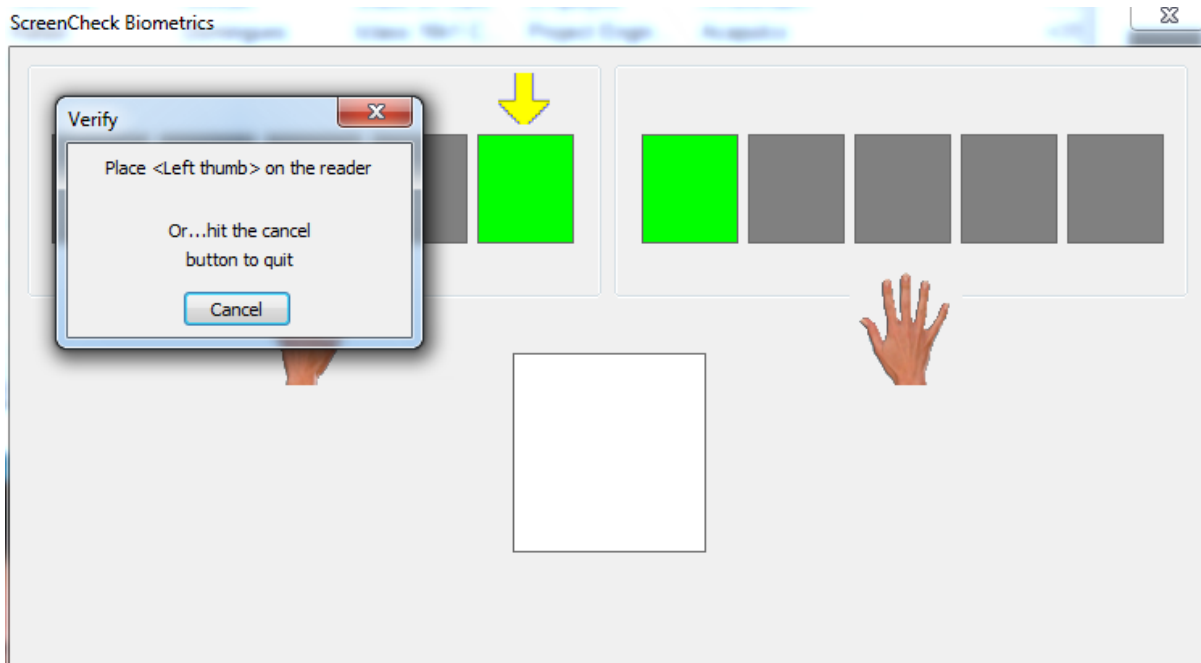 ScreenCheck Biometrics
Verify
Place <Left thumb> on the reader
Or...hit the cancel
button to quit
Cancel